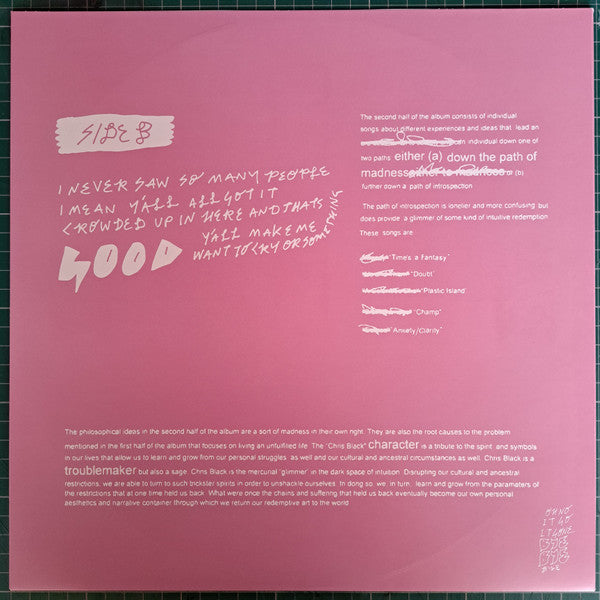 SIDE B
I NEVER SAW SO MANY PEOPLE
I MEAN Y'ALL ALL GOT IT
CROWDED UP IN HERE AND THATS
GOOD Y'ALL MAKE ME
WANT TO CRY OR SOMETHING
The second half of the album consists of individual
songs about different experiences and ideas that lead an
an individual down one of
two paths either (a) down the path of
madness or (b)
further down a path of introspection
The path of introspection is lonelier and more confusing but
does provide a glimmer of some kind of intuitive redemption
These songs are
"Time's a Fantasy"
"Doubt"
"Plastic Island"
"Champ"
"Anxiety/Clarity"
The philosophical ideas in the second half of the album are a sort of madness in their own right. They are also the root causes to the problem
mentioned in the first half of the album that focuses on living an unfulfilled life. The "Chris Black" character is a tribute to the spirit and symbols
in our lives that allow us to learn and grow from our personal struggles as well and our cultural and ancestral circumstances as well. Chris Black is a
troublemaker but also a sage. Chris Black is the mercurial "glimmer" in the dark space of intuition. Disrupting our cultural and ancestral
restrictions, we are able to turn to such trickster spirits in order to unshackle ourselves. In doing so, we, in turn, learn and grow from the paramaters of
the restrictions that at one time held us back. What were once the chains and suffering that held us back eventually become our own personal
aesthetics and narrative container through which we return our redemptive art to the world
OH NO
IT GO
IT GONE
BYE
BYE